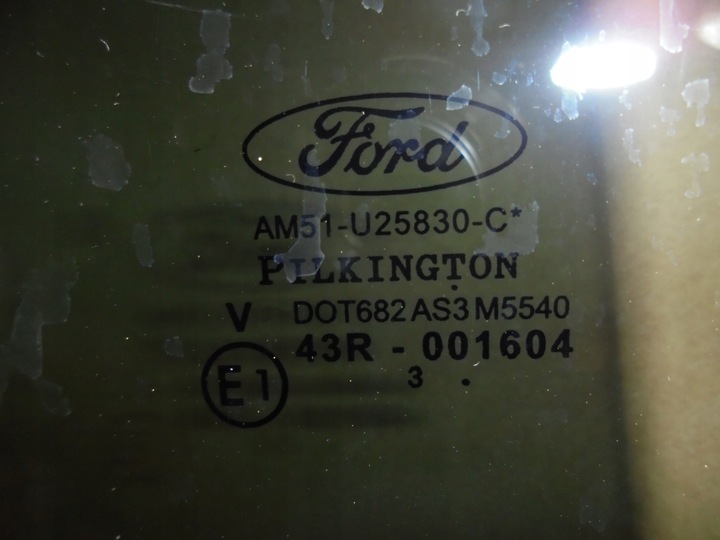 Ford
AM51-U25830-C*
PILKINGTON
V DOT682 AS3 M5540
43R - 001604
E1 3 .